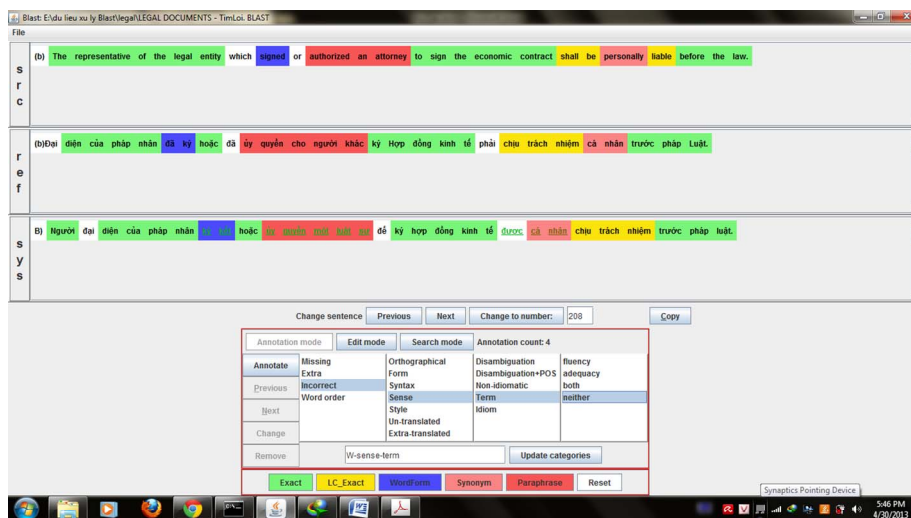 Blast: E:\du lieu xu ly Blast\legal\LEGAL DOCUMENTS - TimLoi. BLAST
File
src
(b) The representative of the legal entity which signed or authorized an attorney to sign the economic contract shall be personally liable before the law.
ref
(b)Đại diện của pháp nhân đã ký hoặc đã ủy quyền cho người khác ký Hợp đồng kinh tế phải chịu trách nhiệm cá nhân trước pháp Luật.
sys
B) Người đại diện của pháp nhân hoặc ủy quyền một luật sư để ký hợp đồng kinh tế được cá nhân chịu trách nhiệm trước pháp luật.
Change sentence Previous Next Change to number: 208 Copy
Annotation mode Edit mode Search mode Annotation count: 4
Annotate Missing Orthographical Disambiguation fluency
Extra Form Disambiguation+POS adequacy
Previous Incorrect Syntax Non-idiomatic both
Word order Sense Term neither
Next Style Idiom
Un-translated
Change Extra-translated
Remove W-sense-term Update categories
Exact LC_Exact WordForm Synonym Paraphrase Reset
Synaptics Pointing Device
5:46 PM
4/30/2013